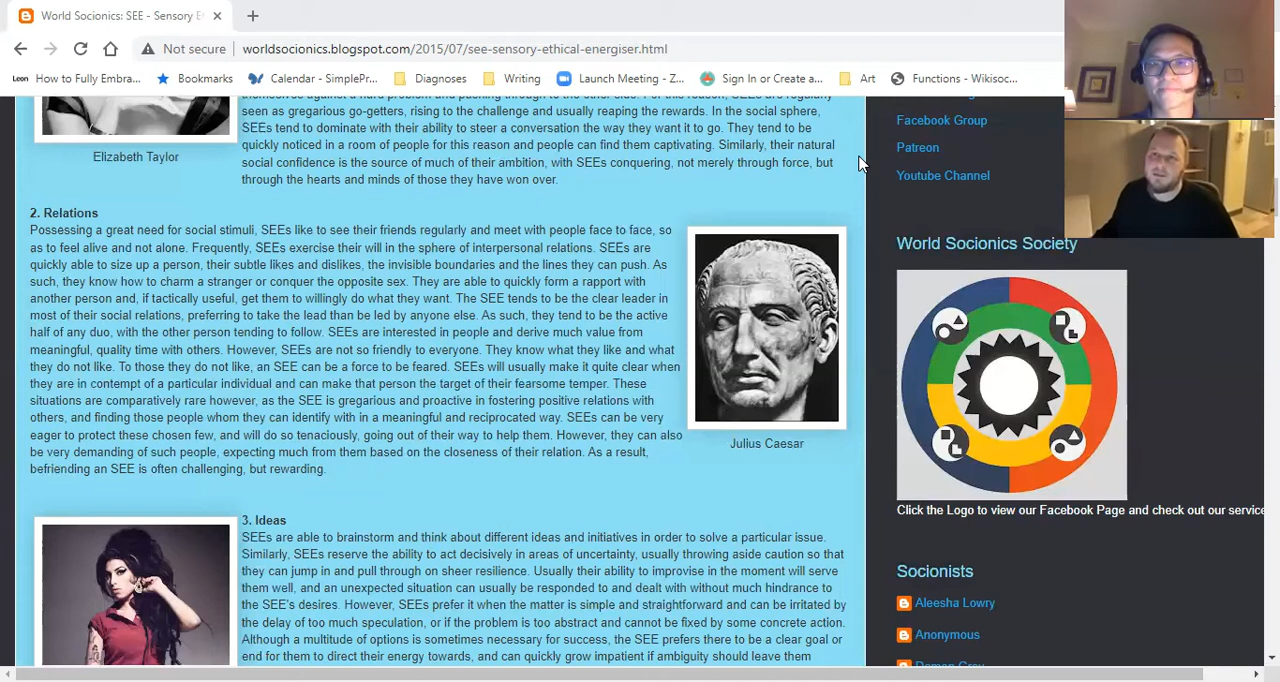 World Socionics: SEE - Sensory E
Not secure
worldsocionics.blogspot.com/2015/07/see-sensory-ethical-energiser.html
Leon How to Fully Embra...
Bookmarks
Calendar - SimplePr...
Diagnoses
Writing
Launch Meeting - Z...
Sign In or Create a...
Art
Functions - Wikisoc...
seen as gregarious go-getters, rising to the challenge and usually reaping the rewards. In the social sphere,
SEEs tend to dominate with their ability to steer a conversation the way they want it to go. They tend to be
quickly noticed in a room of people for this reason and people can find them captivating. Similarly, their natural
social confidence is the source of much of their ambition, with SEEs conquering, not merely through force, but
through the hearts and minds of those they have won over.
Elizabeth Taylor
2. Relations
Possessing a great need for social stimuli, SEEs like to see their friends regularly and meet with people face to face, so
as to feel alive and not alone. Frequently, SEEs exercise their will in the sphere of interpersonal relations. SEEs are
quickly able to size up a person, their subtle likes and dislikes, the invisible boundaries and the lines they can push. As
such, they know how to charm a stranger or conquer the opposite sex. They are able to quickly form a rapport with
another person and, if tactically useful, get them to willingly do what they want. The SEE tends to be the clear leader in
most of their social relations, preferring to take the lead than be led by anyone else. As such, they tend to be the active
half of any duo, with the other person tending to follow. SEEs are interested in people and derive much value from
meaningful, quality time with others. However, SEEs are not so friendly to everyone. They know what they like and what
they do not like. To those they do not like, an SEE can be a force to be feared. SEEs will usually make it quite clear when
they are in contempt of a particular individual and can make that person the target of their fearsome temper. These
situations are comparatively rare however, as the SEE is gregarious and proactive in fostering positive relations with
others, and finding those people whom they can identify with in a meaningful and reciprocated way. SEEs can be very
eager to protect these chosen few, and will do so tenaciously, going out of their way to help them. However, they can also
be very demanding of such people, expecting much from them based on the closeness of their relation. As a result,
befriending an SEE is often challenging, but rewarding.
Julius Caesar
3. Ideas
SEEs are able to brainstorm and think about different ideas and initiatives in order to solve a particular issue.
Similarly, SEEs reserve the ability to act decisively in areas of uncertainty, usually throwing aside caution so that
they can jump in and pull through on sheer resilience. Usually their ability to improvise in the moment will serve
them well, and an unexpected situation can usually be responded to and dealt with without much hindrance to
the SEE's desires. However, SEEs prefer it when the matter is simple and straightforward and can be irritated by
the delay of too much speculation, or if the problem is too abstract and cannot be fixed by some concrete action.
Although a multitude of options is sometimes necessary for success, the SEE prefers there to be a clear goal or
end for them to direct their energy towards, and can quickly grow impatient if ambiguity should leave them
Facebook Group
Patreon
Youtube Channel
World Socionics Society
Click the Logo to view our Facebook Page and check out our service
Socionists
Aleesha Lowry
Anonymous